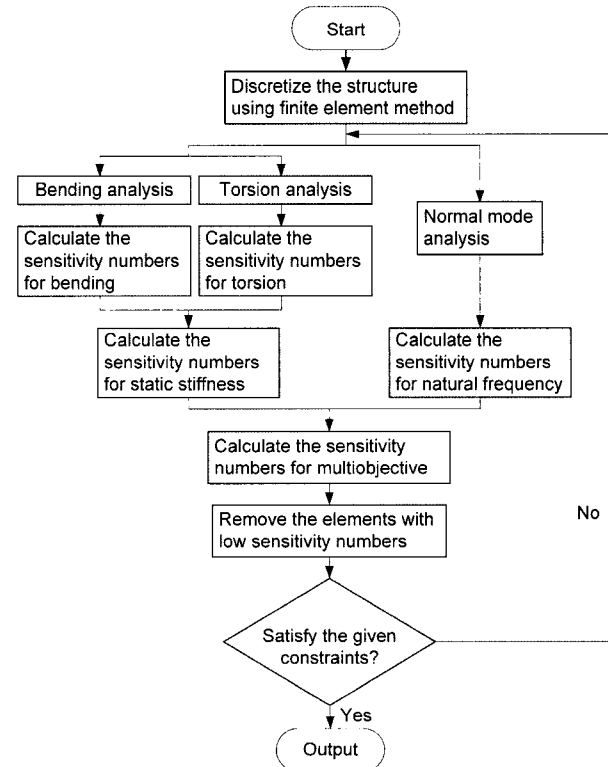 Start
Discretize the structure
using finite element method
Bending analysis
Torsion analysis
Normal mode
analysis
Calculate the
sensitivity numbers
for bending
Calculate the
sensitivity numbers
for torsion
Calculate the
sensitivity numbers
for static stiffness
Calculate the
sensitivity numbers
for natural frequency
Calculate the sensitivity
numbers for multiobjective
Remove the elements with
low sensitivity numbers
No
Satisfy the given
constraints?
Yes
Output